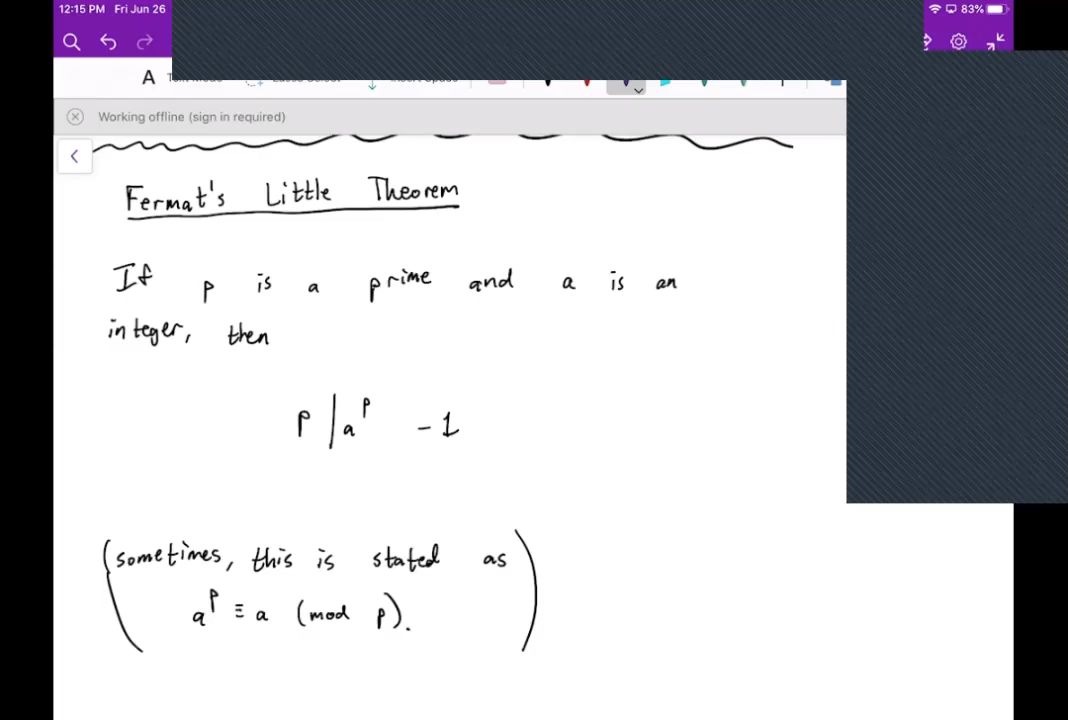 12:15 PM Fri Jun 26
83%
A
Working offline (sign in required)
Fermat's Little Theorem
If p is a prime and a is an
integer, then
p | a^p - 1
(sometimes, this is stated as
a^p ≡ a (mod p).)